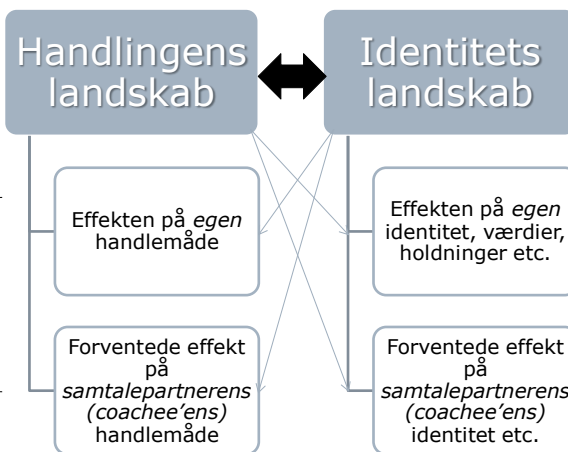 Handlingens
landskab
Identitets
landskab
Effekten på egen
handlemåde
Effekten på egen
identitet, værdier,
holdninger etc.
Forventede effekt
på
samtalepartnerens
(coachee’ens)
handlemåde
Forventede effekt
på
samtalepartnerens
(coachee’ens)
identitet etc.